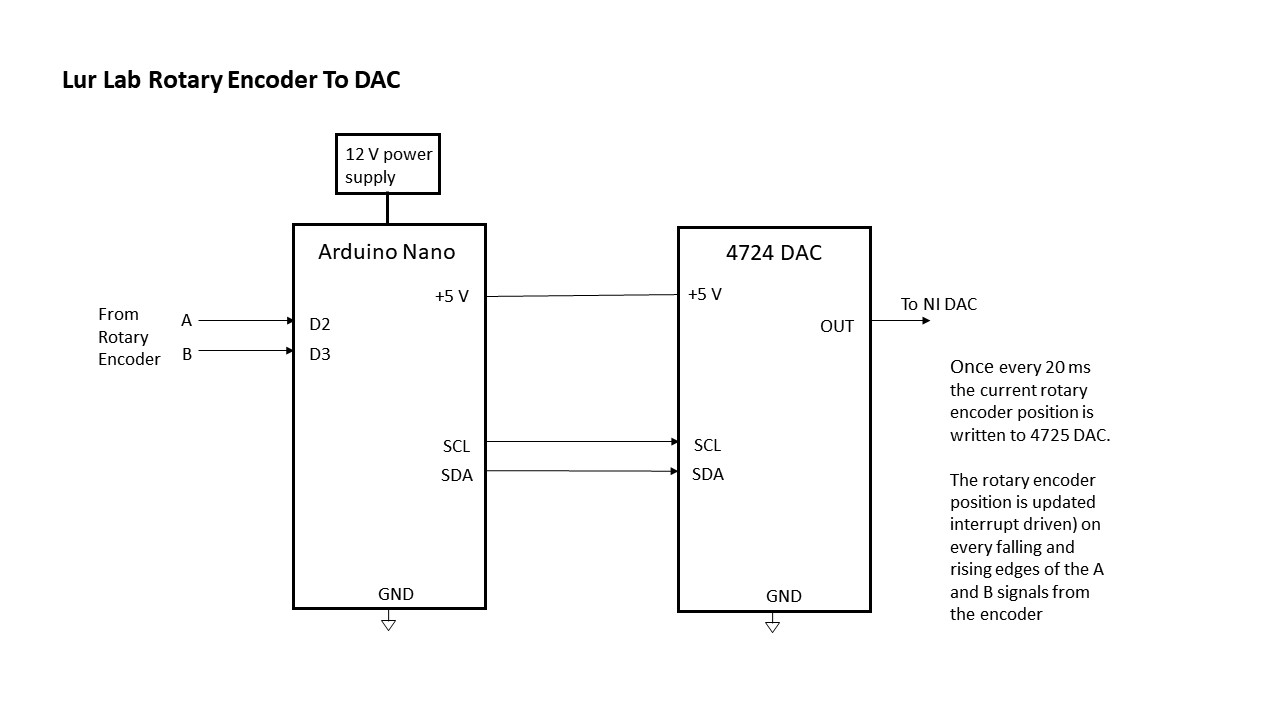 Lur Lab Rotary Encoder To DAC
12 V power
supply
Arduino Nano
+5 V
From
Rotary
Encoder
A
B
D2
D3
SCL
SDA
GND
4724 DAC
+5 V
OUT
SCL
SDA
GND
To NI DAC
Once every 20 ms
the current rotary
encoder position is
written to 4725 DAC.
The rotary encoder
position is updated
interrupt driven) on
every falling and
rising edges of the A
and B signals from
the encoder